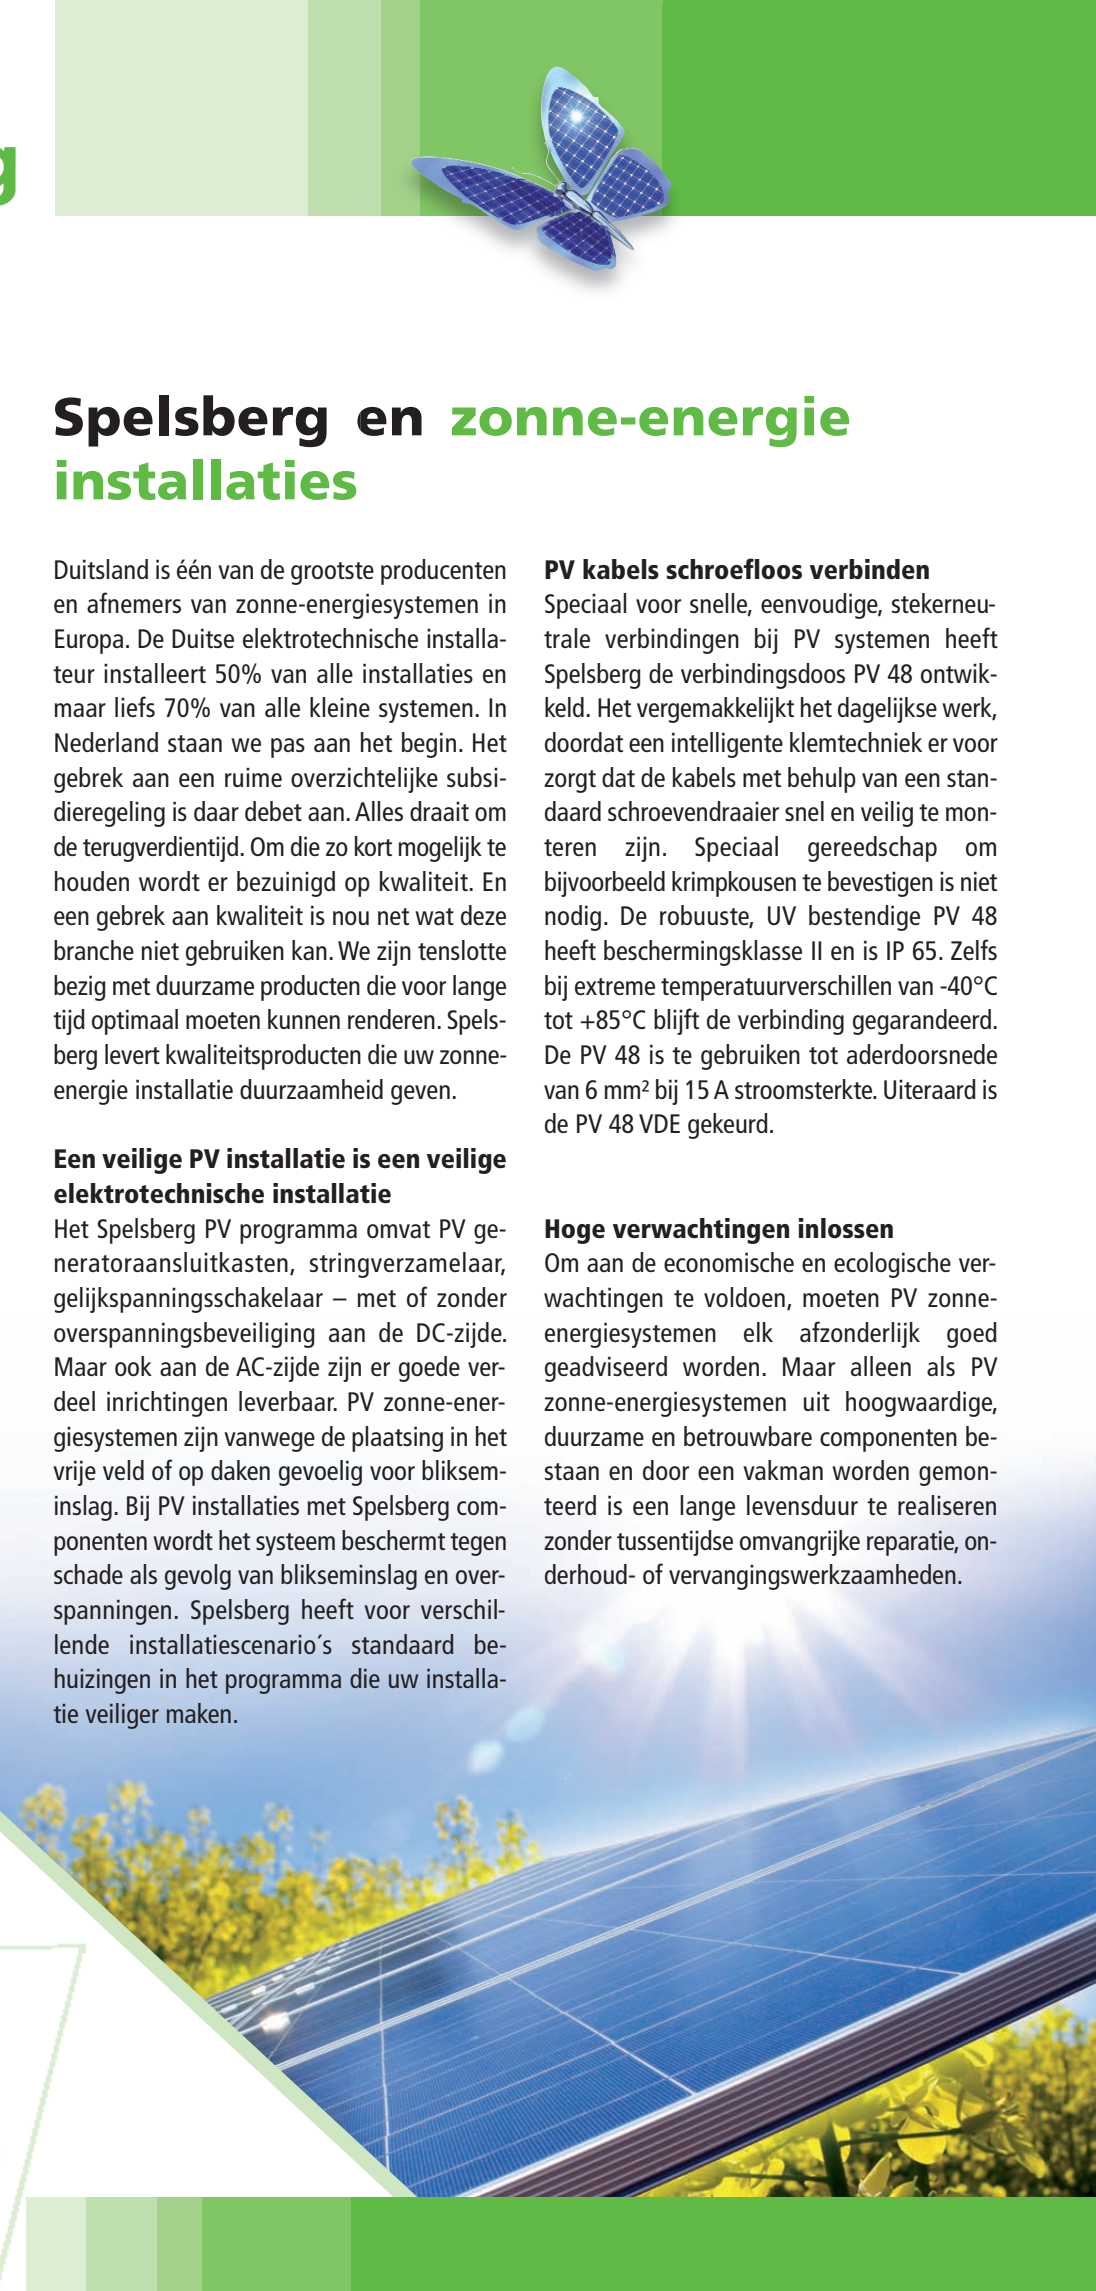 g
Spelsberg en zonne-energie
installaties
Duitsland is één van de grootste producenten
en afnemers van zonne-energiesystemen in
Europa. De Duitse elektrotechnische installa-
teur installeert 50% van alle installaties en
maar liefs 70% van alle kleine systemen. In
Nederland staan we pas aan het begin. Het
gebrek aan een ruime overzichtelijke subsi-
dieregeling is daar debet aan. Alles draait om
de terugverdientijd. Om die zo kort mogelijk te
houden wordt er bezuinigd op kwaliteit. En
een gebrek aan kwaliteit is nou net wat deze
branche niet gebruiken kan. We zijn tenslotte
bezig met duurzame producten die voor lange
tijd optimaal moeten kunnen renderen. Spels-
berg levert kwaliteitsproducten die uw zonne-
energie installatie duurzaamheid geven.
Een veilige PV installatie is een veilige
elektrotechnische installatie
Het Spelsberg PV programma omvat PV ge-
neratoraansluitkasten, stringverzamelaar,
gelijkspanningsschakelaar – met of zonder
overspanningsbeveiliging aan de DC-zijde.
Maar ook aan de AC-zijde zijn er goede ver-
deel inrichtingen leverbaar. PV zonne-ener-
giesystemen zijn vanwege de plaatsing in het
vrije veld of op daken gevoelig voor bliksem-
inslag. Bij PV installaties met Spelsberg com-
ponenten wordt het systeem beschermt tegen
schade als gevolg van blikseminslag en over-
spanningen. Spelsberg heeft voor verschil-
lende installatiescenario´s standaard be-
huizingen in het programma die uw installa-
tie veiliger maken.
PV kabels schroefloos verbinden
Speciaal voor snelle, eenvoudige, stekerneu-
trale verbindingen bij PV systemen heeft
Spelsberg de verbindingsdoos PV 48 ontwik-
keld. Het vergemakkelijkt het dagelijkse werk,
doordat een intelligente klemtechniek er voor
zorgt dat de kabels met behulp van een stan-
daard schroevendraaier snel en veilig te mon-
teren zijn. Speciaal gereedschap om
bijvoorbeeld krimpkousen te bevestigen is niet
nodig. De robuuste, UV bestendige PV 48
heeft beschermingsklasse II en is IP 65. Zelfs
bij extreme temperatuurverschillen van -40°C
tot +85°C blijft de verbinding gegarandeerd.
De PV 48 is te gebruiken tot aderdoorsnede
van 6 mm² bij 15 A stroomsterkte. Uiteraard is
de PV 48 VDE gekeurd.
Hoge verwachtingen inlossen
Om aan de economische en ecologische ver-
wachtingen te voldoen, moeten PV zonne-
energiesystemen elk afzonderlijk goed
geadviseerd worden. Maar alleen als PV
zonne-energiesystemen uit hoogwaardige,
duurzame en betrouwbare componenten be-
staan en door een vakman worden gemon-
teerd is een lange levensduur te realiseren
zonder tussentijdse omvangrijke reparatie, on-
derhoud- of vervangingswerkzaamheden.